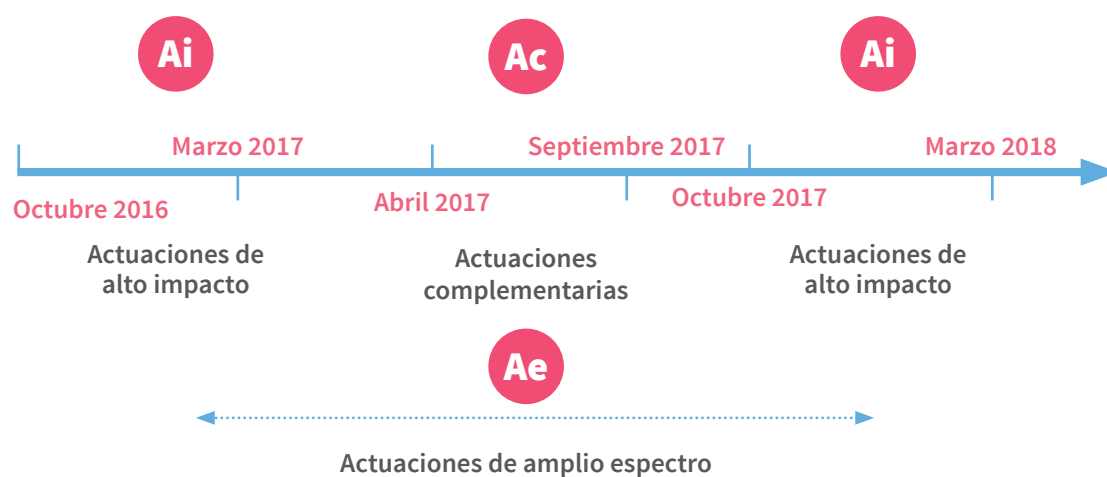 Ai
Ac
Ai
Marzo 2017
Septiembre 2017
Marzo 2018
Octubre 2016
Abril 2017
Octubre 2017
Actuaciones de
alto impacto
Actuaciones
complementarias
Actuaciones de
alto impacto
Ae
Actuaciones de amplio espectro